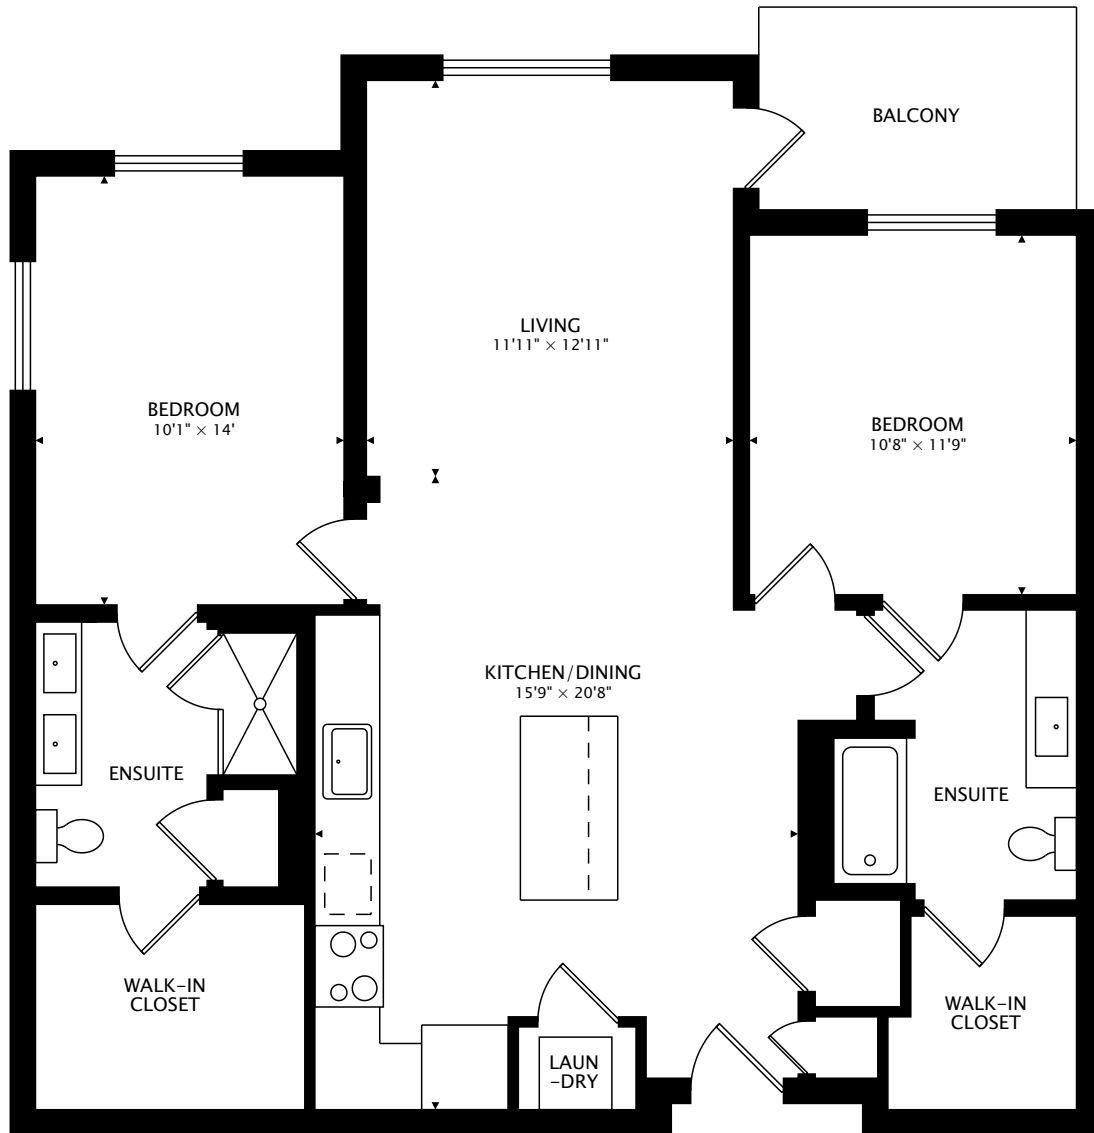 BALCONY
LIVING
11'11" × 12'11"
BEDROOM
10'1" × 14'
BEDROOM
10'8" × 11'9"
KITCHEN/DINING
15'9" × 20'8"
ENSUITE
ENSUITE
WALK-IN
CLOSET
WALK-IN
CLOSET
LAUN
-DRY